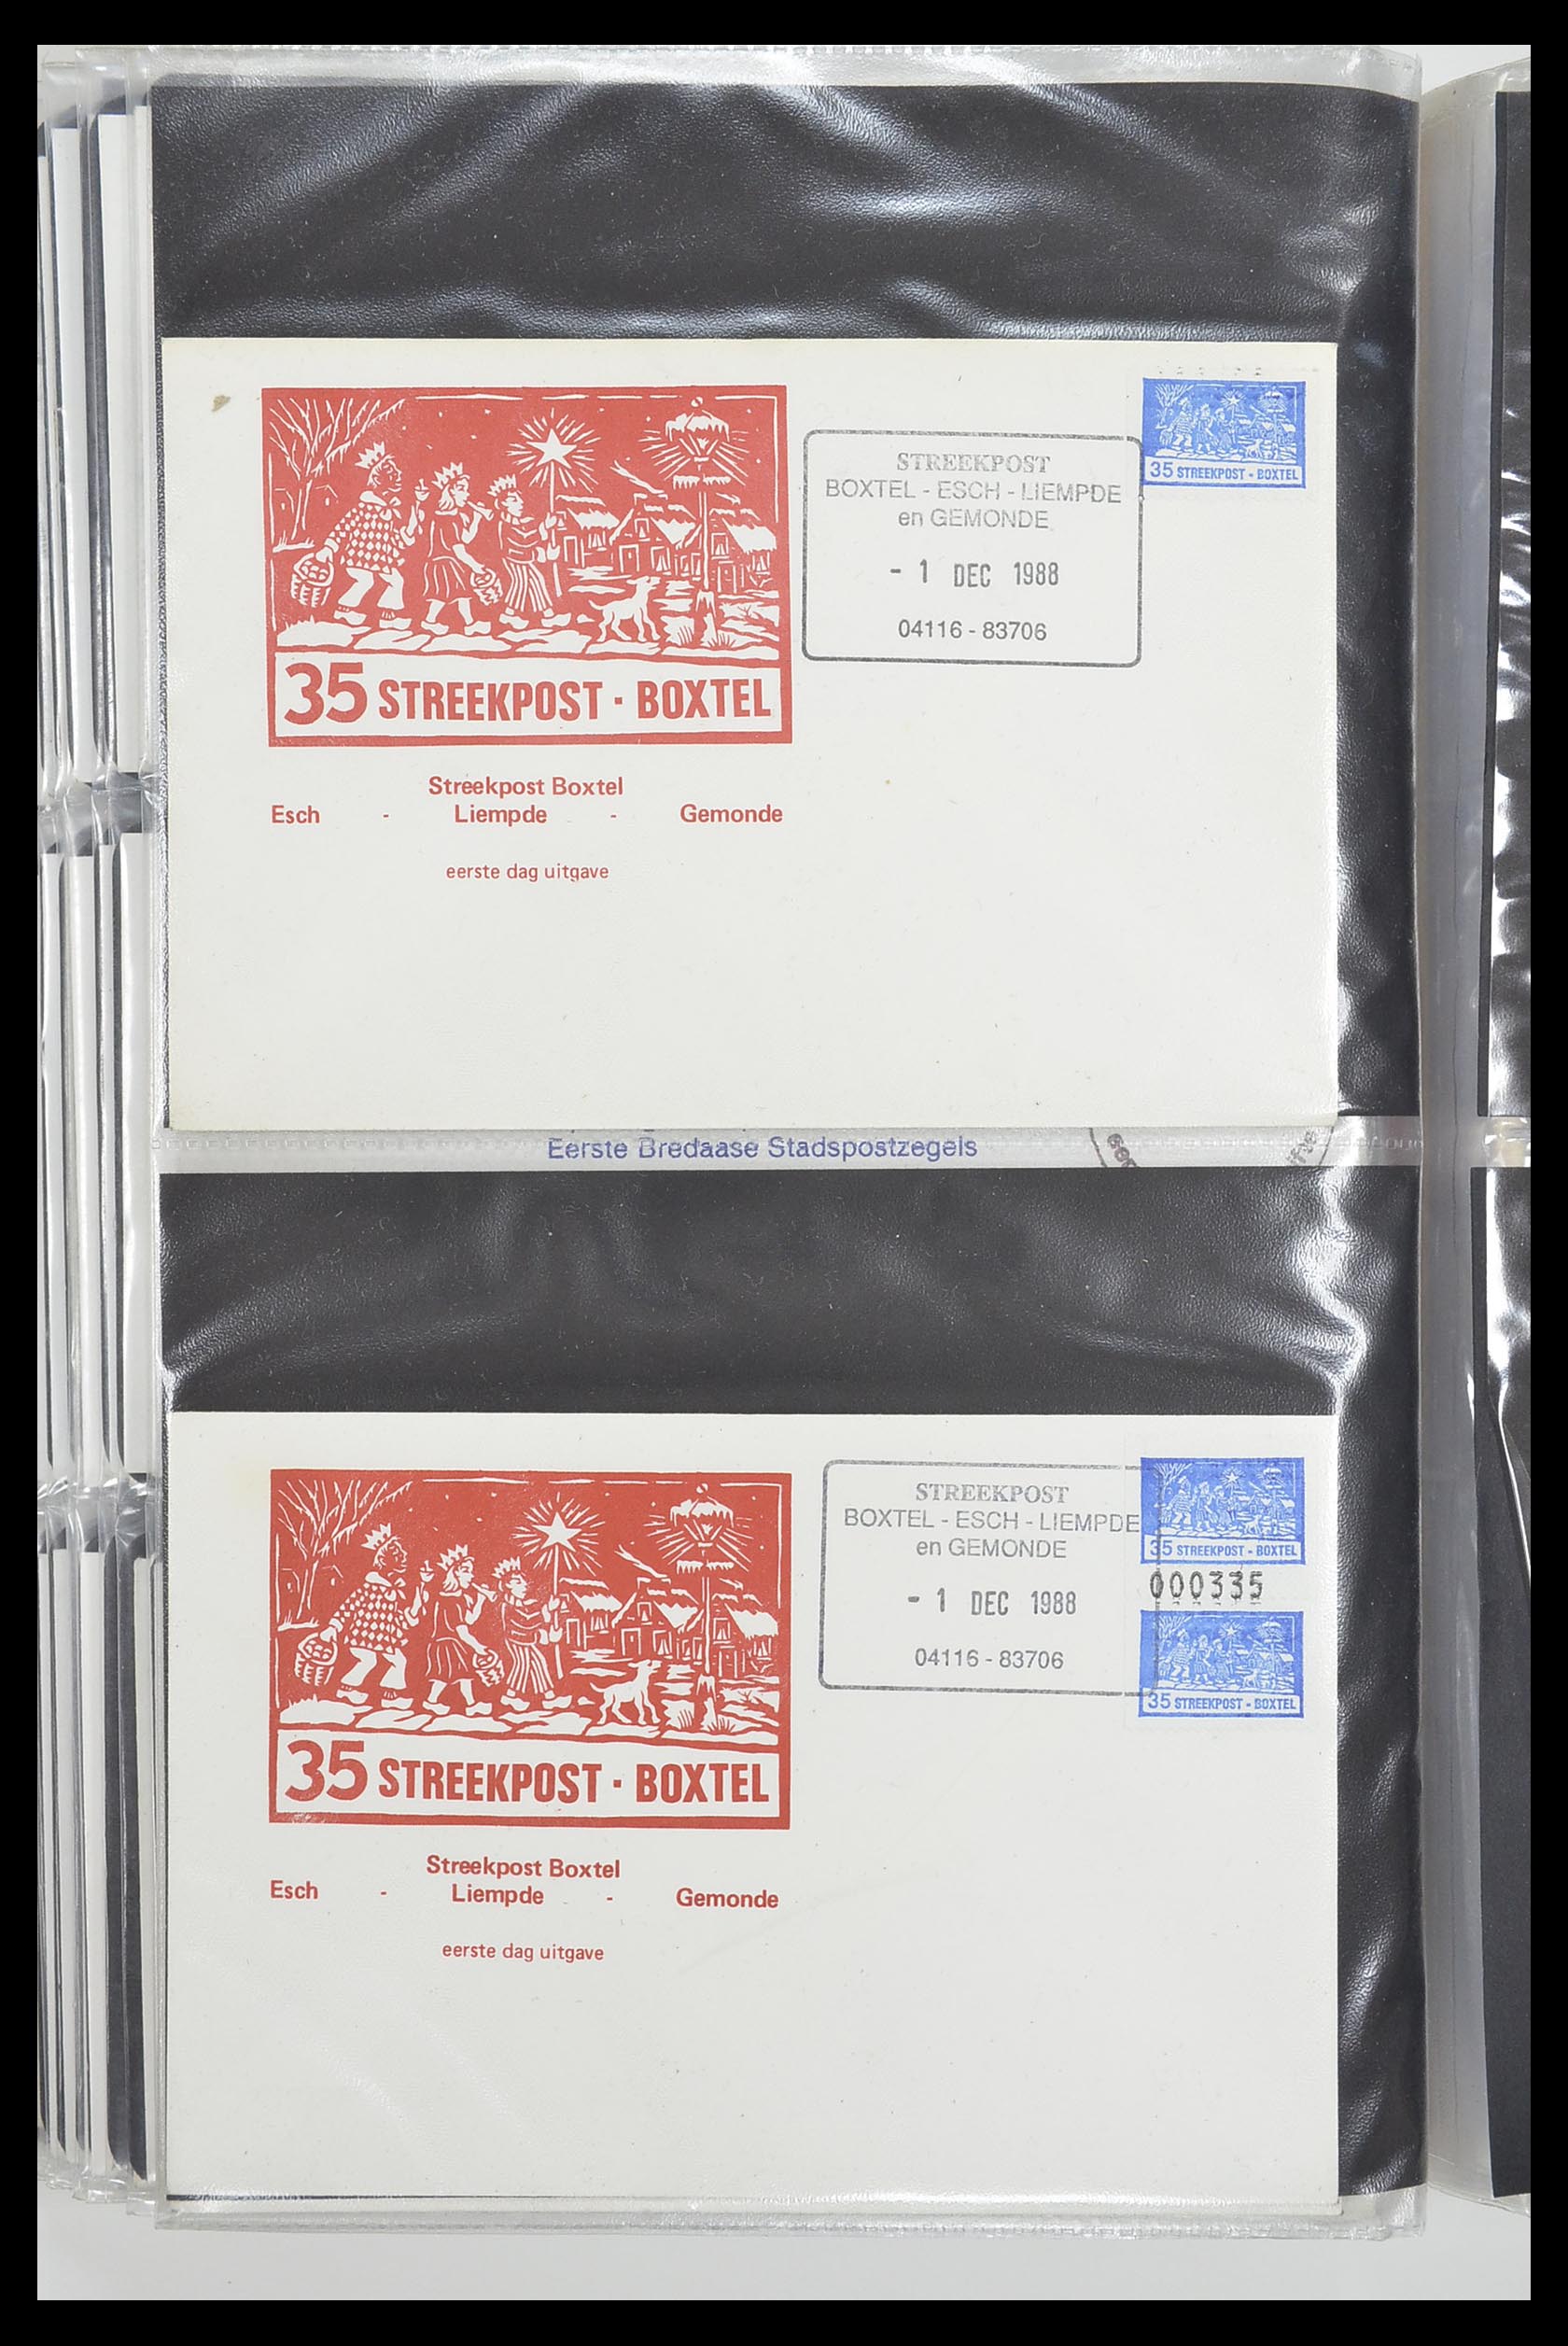 35 STREEKPOST - BOXTEL
STREEKPOST
BOXTEL - ESCH - LIEMPDE
en GEMONDE
- 1 DEC 1988
04116 - 83706
35 STREEKPOST · BOXTEL
Streekpost Boxtel
Esch - Liempde - Gemonde
eerste dag uitgave
Eerste Bredaase Stadspostzegels
STREEKPOST
BOXTEL - ESCH - LIEMPDE
en GEMONDE
- 1 DEC 1988
04116 - 83706
35 STREEKPOST - BOXTEL
000335
35 STREEKPOST - BOXTEL
35 STREEKPOST · BOXTEL
Streekpost Boxtel
Esch - Liempde - Gemonde
eerste dag uitgave